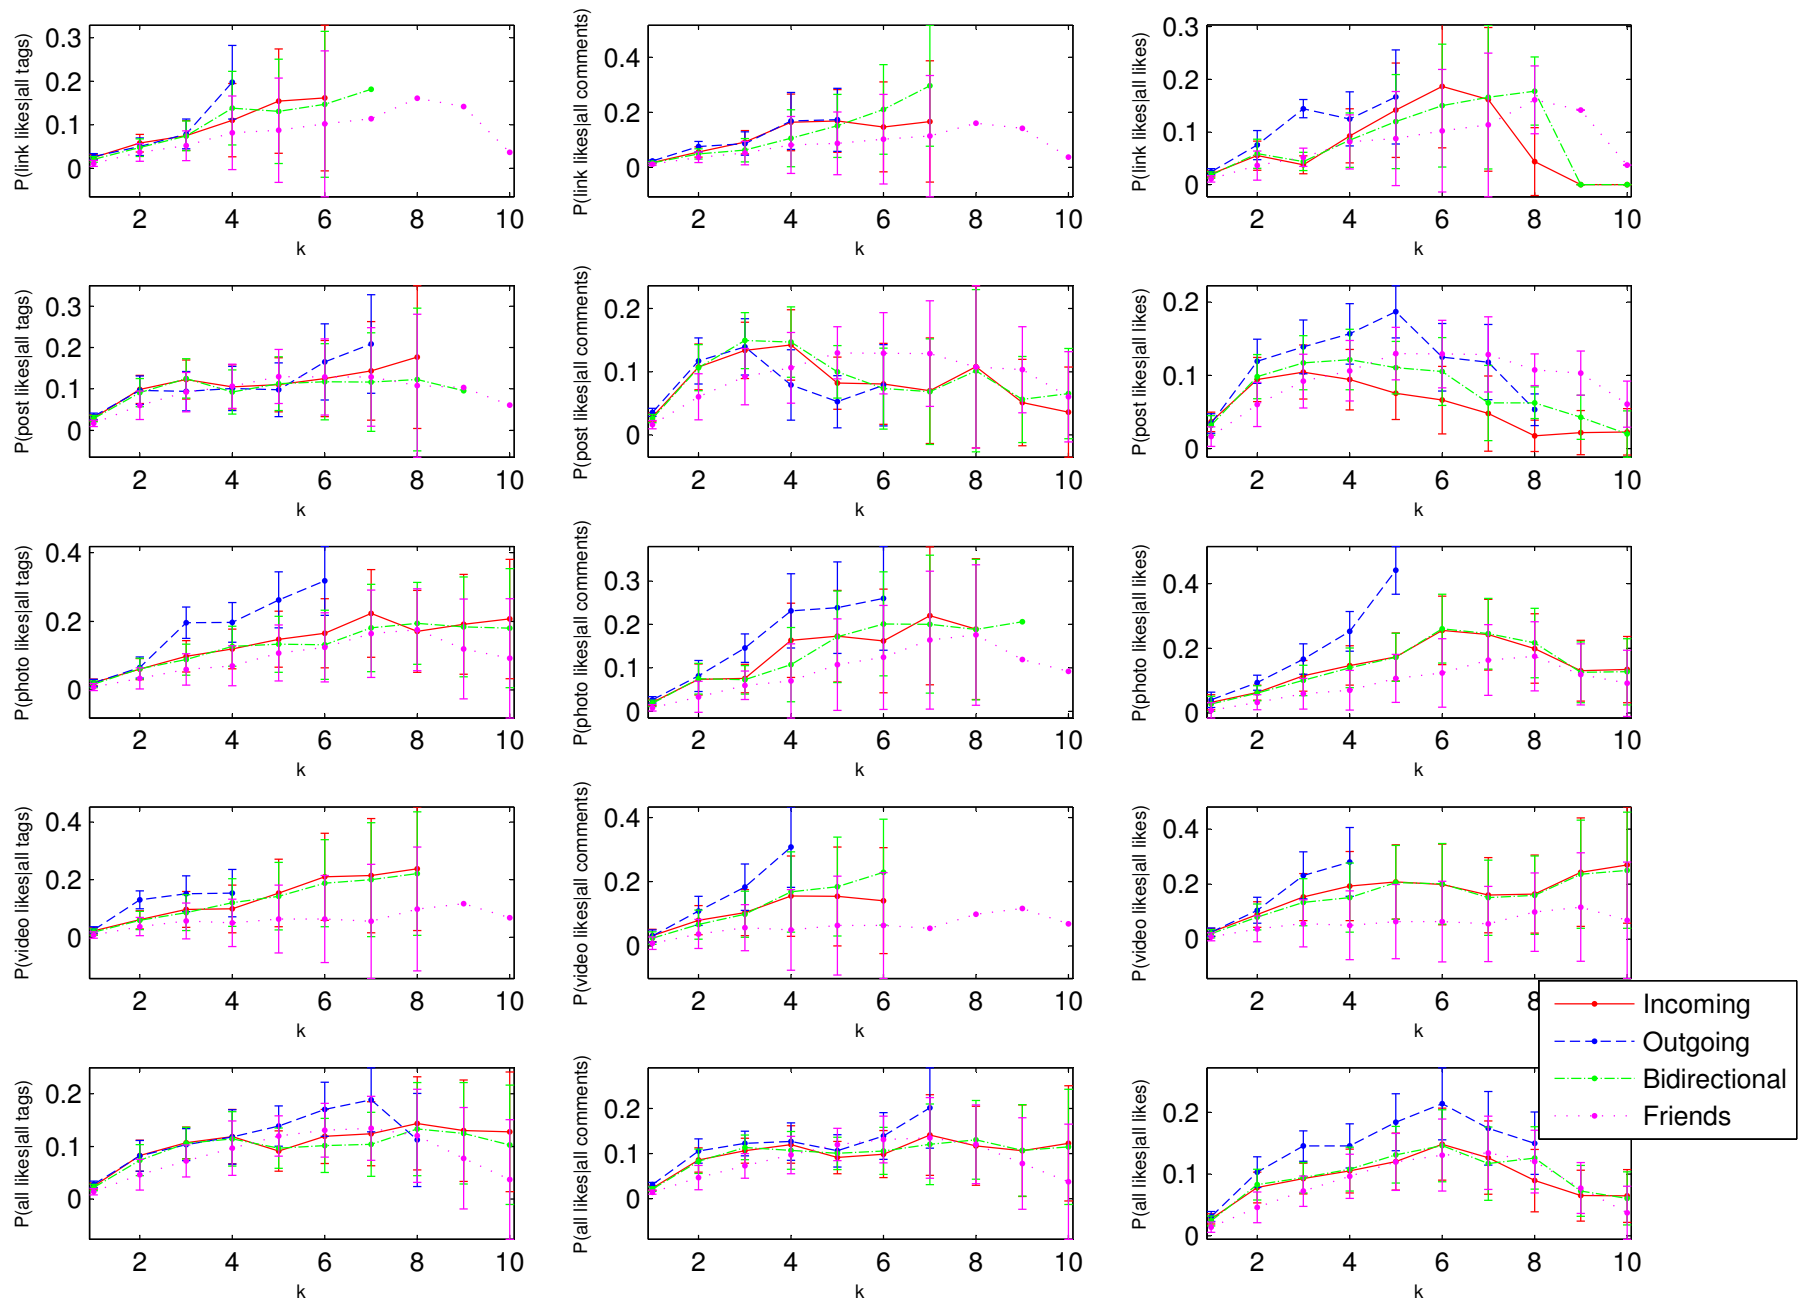 P(link likes|all tags)
0.3
0.2
0.1
0
2 4 6 8 10
k
P(link likes|all comments)
0.4
0.2
0
2 4 6 8 10
k
P(link likes|all likes)
0.3
0.2
0.1
0
2 4 6 8 10
k
P(post likes|all tags)
0.3
0.2
0.1
0
2 4 6 8 10
k
P(post likes|all comments)
0.2
0.1
0
2 4 6 8 10
k
P(post likes|all likes)
0.2
0.1
0
2 4 6 8 10
k
P(photo likes|all tags)
0.4
0.2
0
2 4 6 8 10
k
P(photo likes|all comments)
0.3
0.2
0.1
0
2 4 6 8 10
k
P(photo likes|all likes)
0.4
0.2
0
2 4 6 8 10
k
P(video likes|all tags)
0.4
0.2
0
2 4 6 8 10
k
P(video likes|all comments)
0.4
0.2
0
2 4 6 8 10
k
P(video likes|all likes)
0.4
0.2
0
2 4 6 8 10
k
Incoming
Outgoing
Bidirectional
Friends
P(all likes|all tags)
0.2
0.1
0
2 4 6 8 10
k
P(all likes|all comments)
0.2
0.1
0
2 4 6 8 10
k
P(all likes|all likes)
0.2
0.1
0
2 4 6 8 10
k